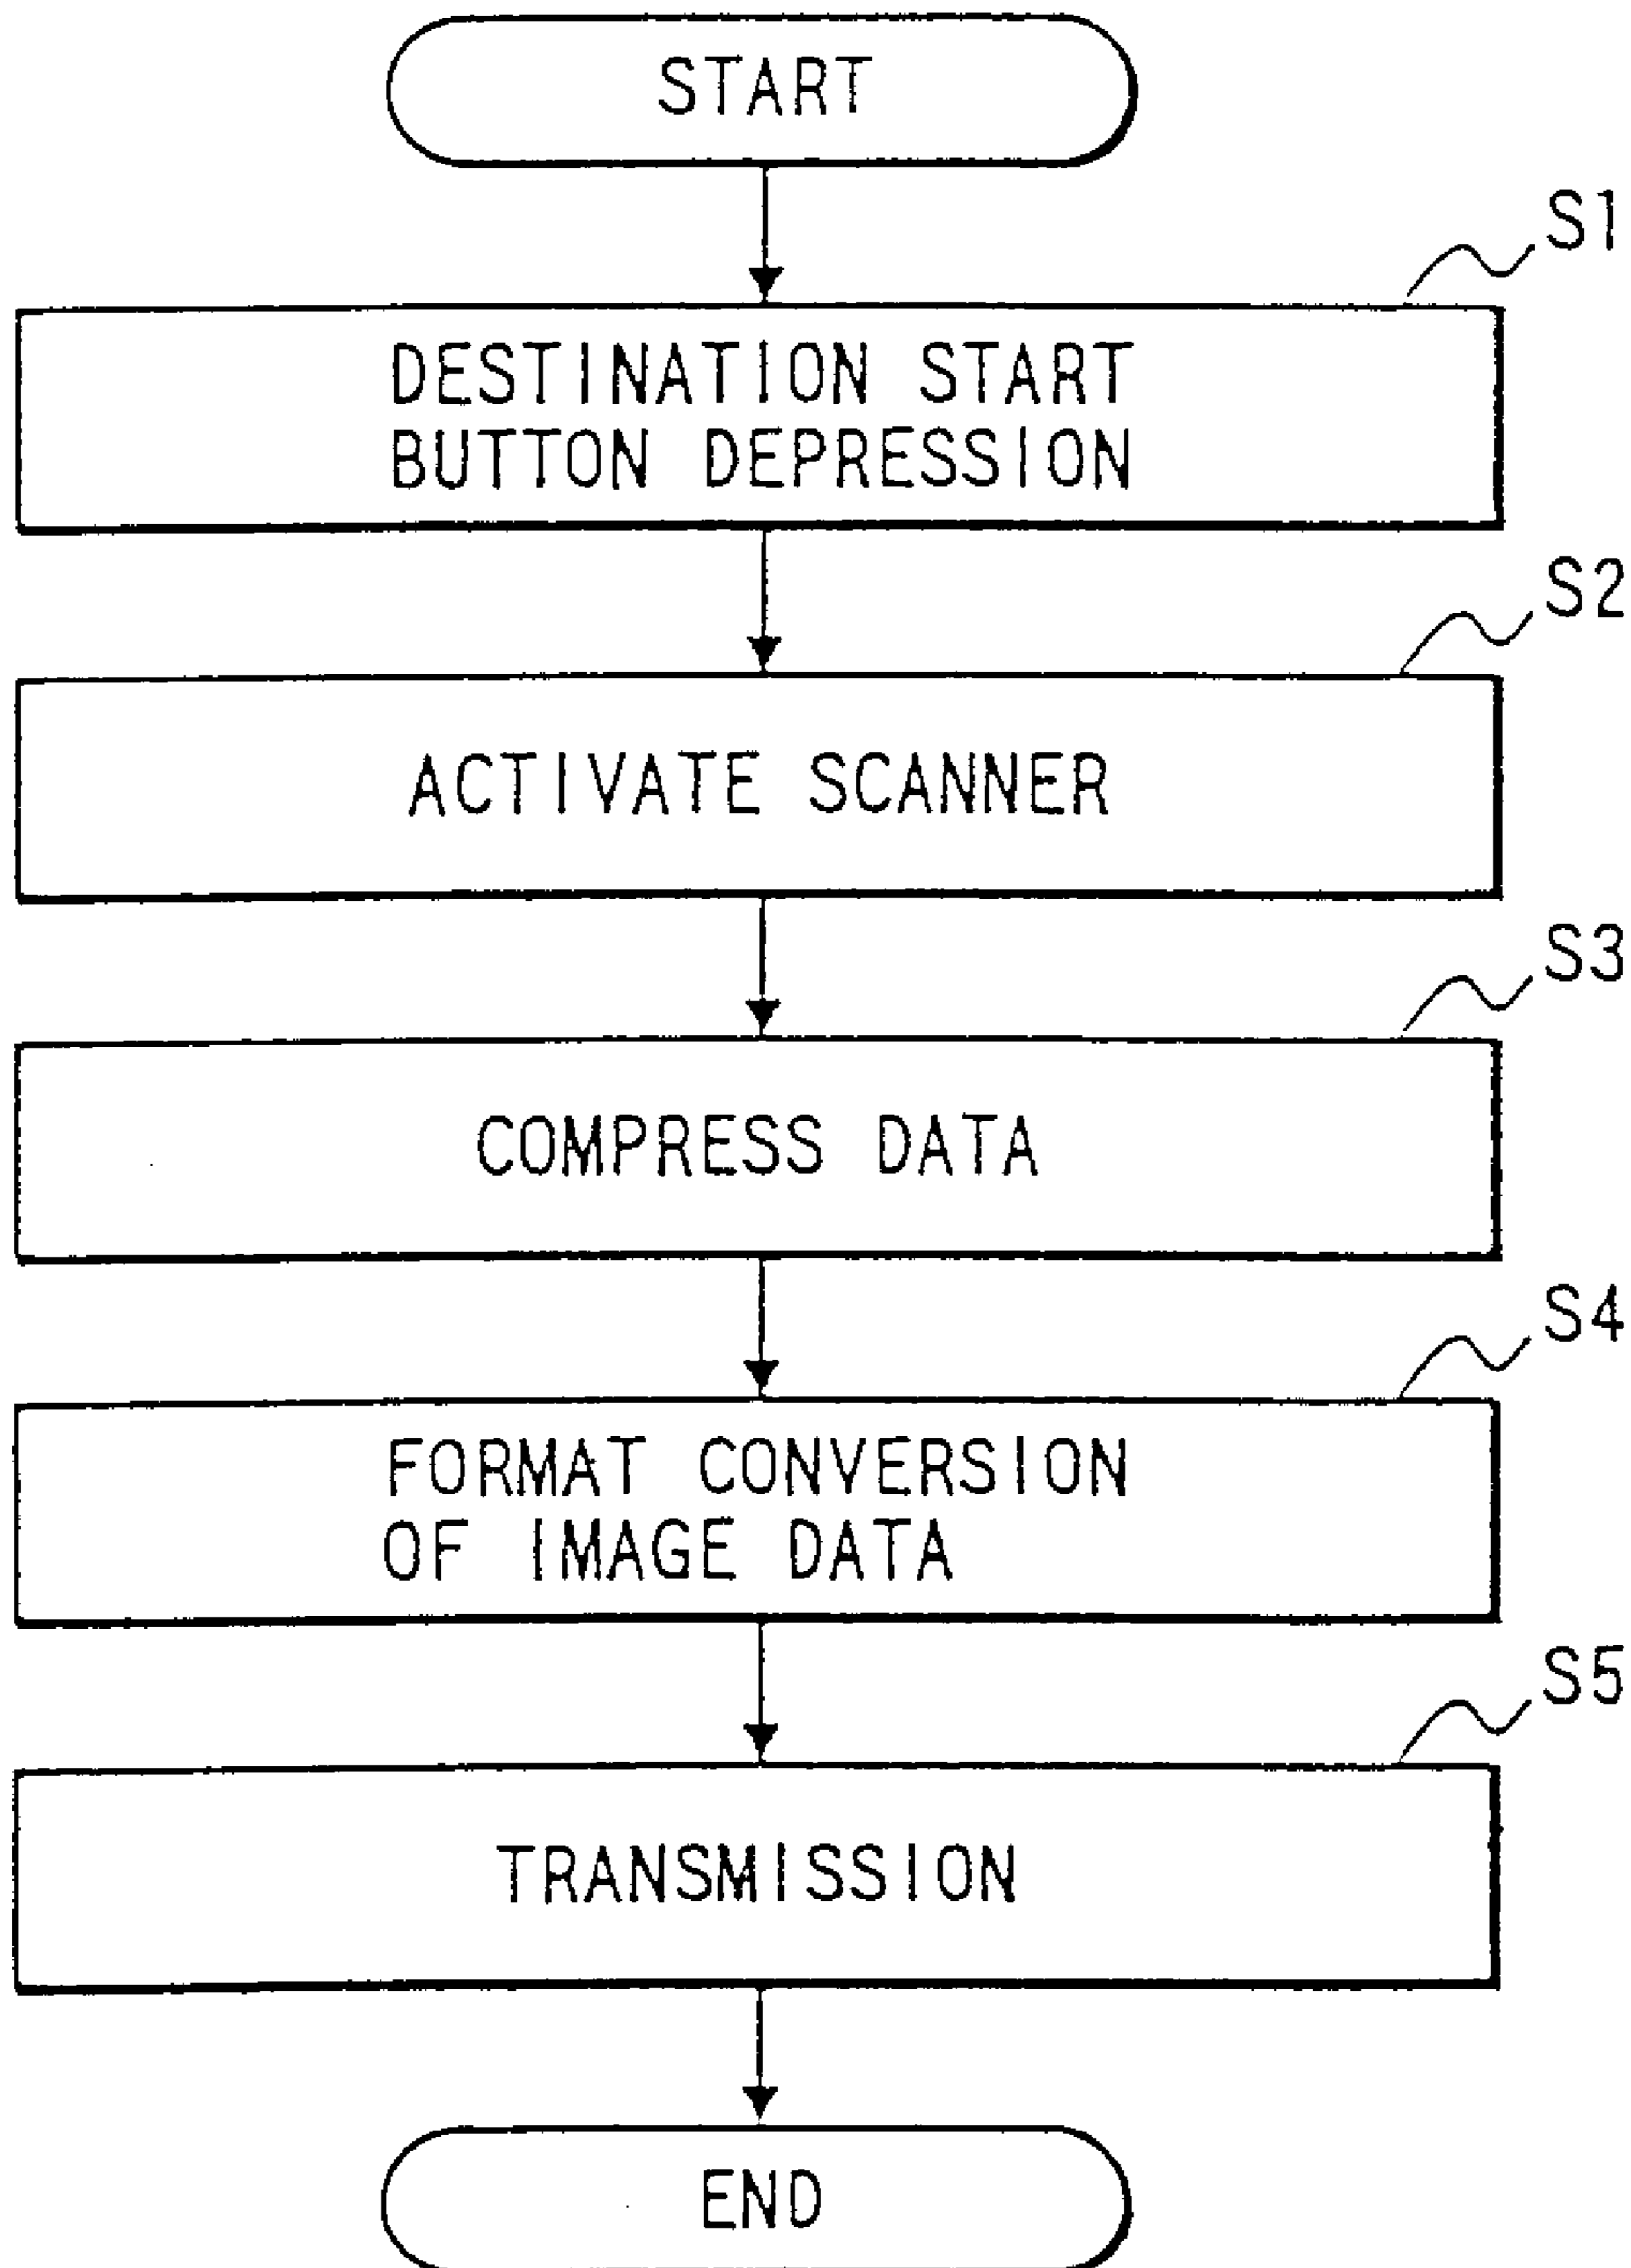 START
S1
DESTINATION START
BUTTON DEPRESSION
S2
ACTIVATE SCANNER
S3
COMPRESS DATA
S4
FORMAT CONVERSION
OF IMAGE DATA
S5
TRANSMISSION
END